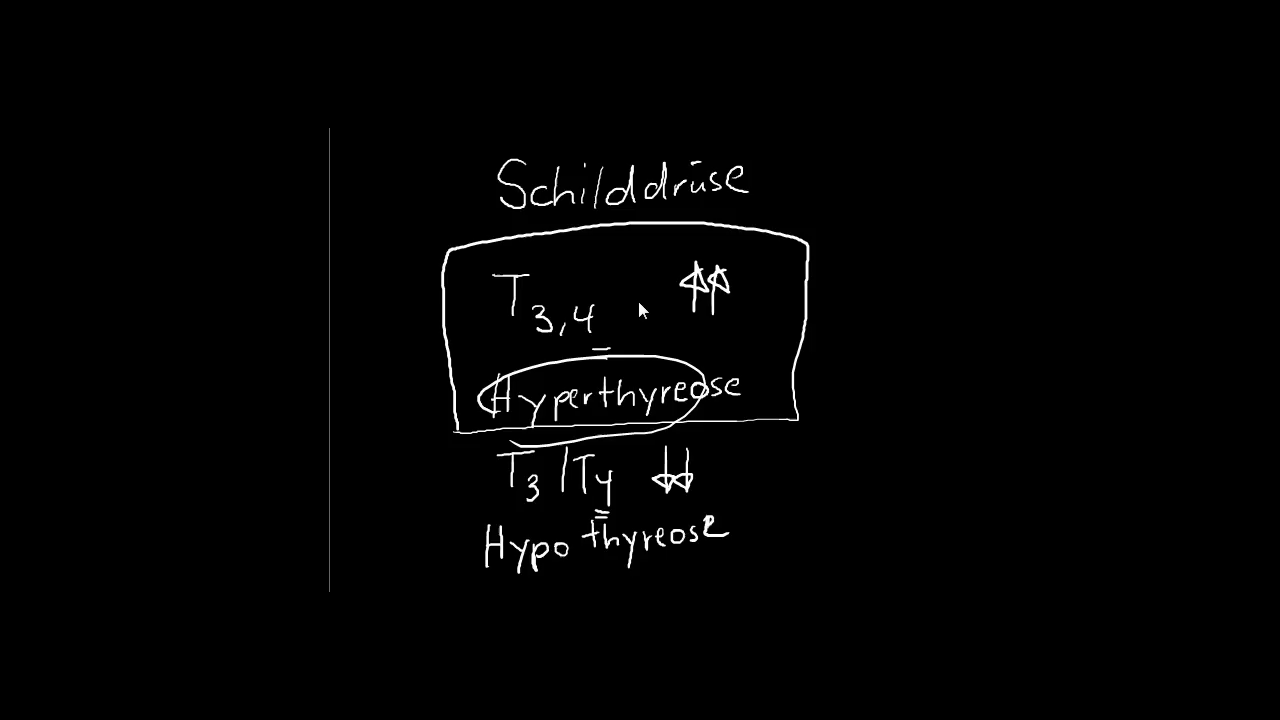 Schilddrüse
T3,4 ↑↑
Hyperthyreose
T3/T4 ↓↓
Hypothyreose